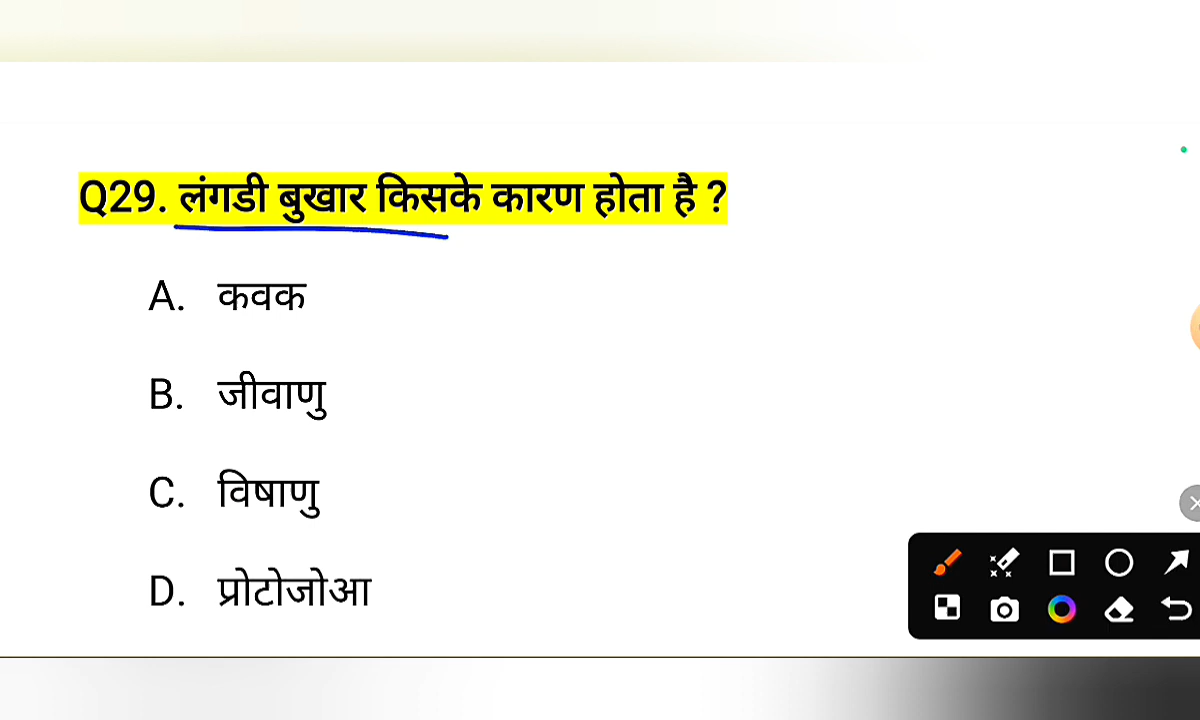 Q29. लंगडी बुखार किसके कारण होता है ?
A. कवक
B. जीवाणु
C. विषाणु
D. प्रोटोजोआ